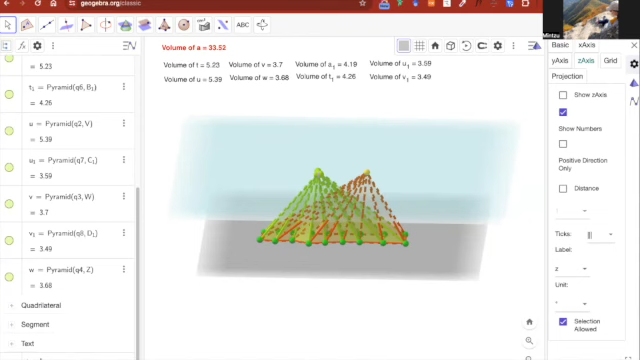 geogebra.org/classic
ABC
Mintzu
5.23
t₁ = Pyramid(q6, B₁)
4.26
u = Pyramid(q2, V)
5.39
u₁ = Pyramid(q7, C₁)
3.59
v = Pyramid(q3, W)
3.7
v₁ = Pyramid(q8, D₁)
3.49
w = Pyramid(q4, Z)
3.68
Quadrilateral
Segment
Text
Volume of a = 33.52
Volume of t = 5.23 Volume of v = 3.7 Volume of a₁ = 4.19 Volume of u₁ = 3.59
Volume of u = 5.39 Volume of w = 3.68 Volume of t₁ = 4.26 Volume of v₁ = 3.49
Basic xAxis
yAxis zAxis Grid
Projection
Show zAxis
Show Numbers
Positive Direction
Only
Distance
Ticks:
Label:
z
Unit:
Selection
Allowed